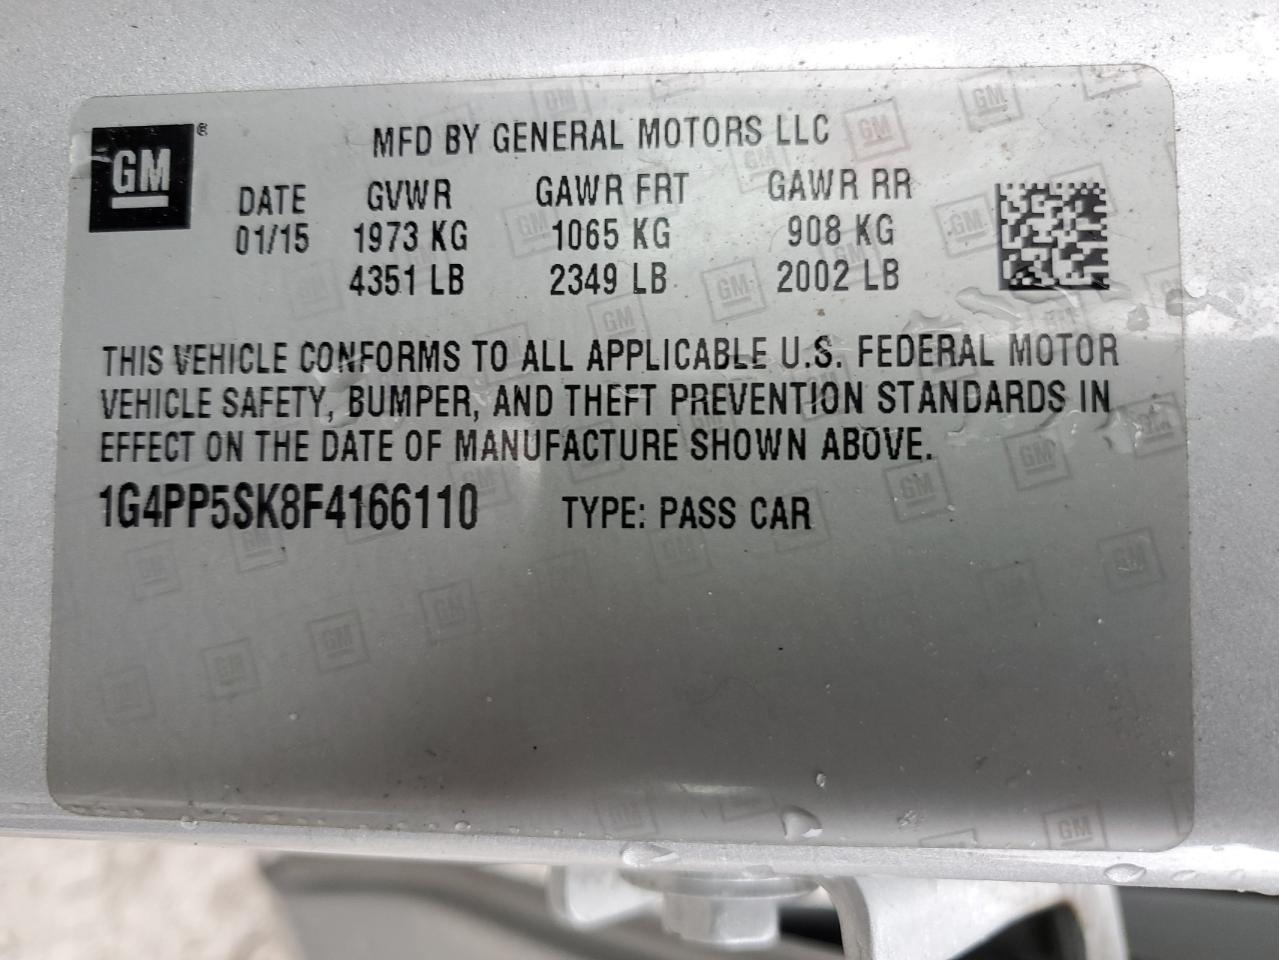 GM ®
MFD BY GENERAL MOTORS LLC
DATE GVWR GAWR FRT GAWR RR
01/15 1973 KG 1065 KG 908 KG
4351 LB 2349 LB 2002 LB
THIS VEHICLE CONFORMS TO ALL APPLICABLE U.S. FEDERAL MOTOR
VEHICLE SAFETY, BUMPER, AND THEFT PREVENTION STANDARDS IN
EFFECT ON THE DATE OF MANUFACTURE SHOWN ABOVE.
1G4PP5SK8F4166110 TYPE: PASS CAR